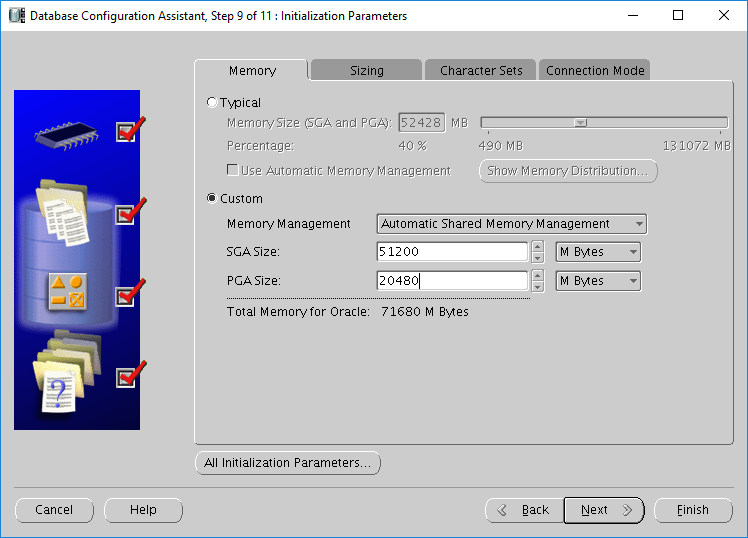 Database Configuration Assistant, Step 9 of 11 : Initialization Parameters
Memory Sizing Character Sets Connection Mode
Typical
Memory Size (SGA and PGA): 52428 MB
Percentage: 40 % 490 MB 131072 MB
Use Automatic Memory Management Show Memory Distribution...
Custom
Memory Management Automatic Shared Memory Management
SGA Size: 51200 M Bytes
PGA Size: 20480 M Bytes
Total Memory for Oracle: 71680 M Bytes
?
All Initialization Parameters...
Cancel Help Back Next Finish